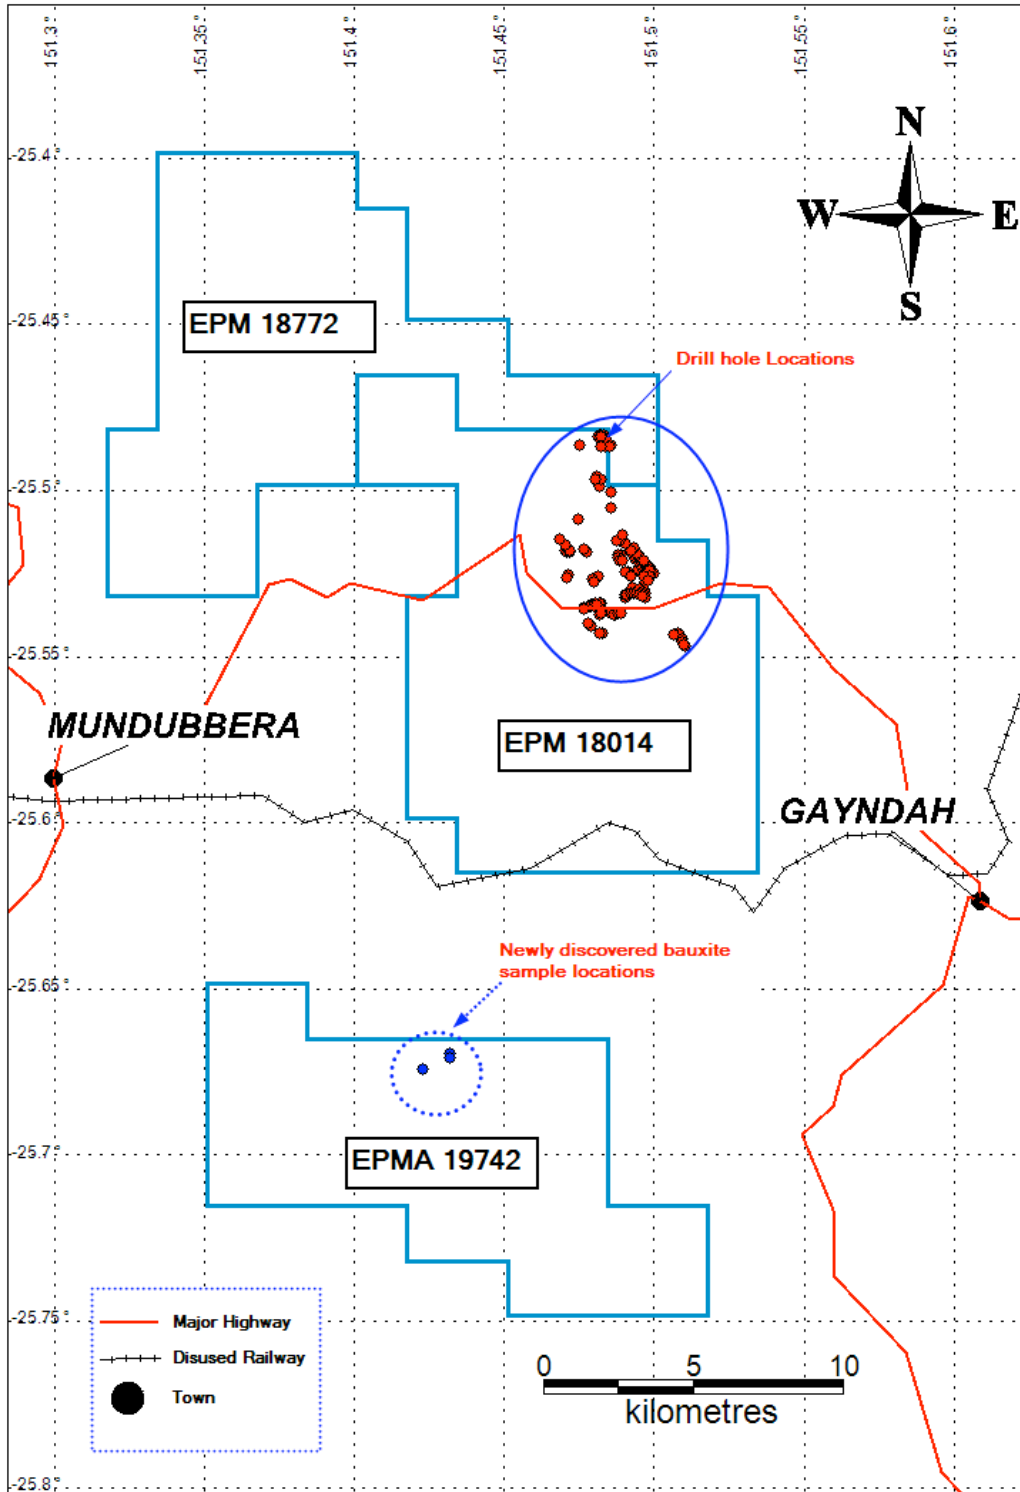 151.3°
151.35°
151.4°
151.45°
151.5°
151.55°
151.6°
N
W E
S
-25.4°
-25.45°
-25.5°
-25.55°
-25.6°
-25.65°
-25.7°
-25.75°
-25.8°
EPM 18772
Drill hole Locations
MUNDUBBERA
EPM 18014
GAYNDAH
Newly discovered bauxite
sample locations
EPMA 19742
Major Highway
Disused Railway
Town
0 5 10
kilometres